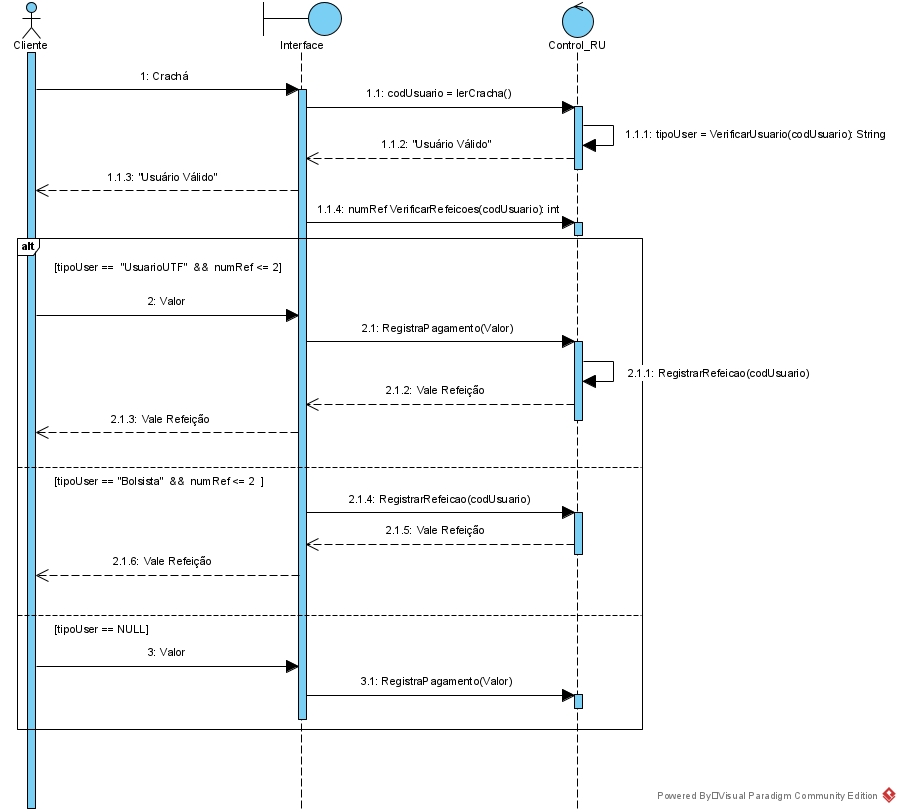 Cliente
Interface
Control_RU
1: Crachá
1.1: codUsuario = lerCracha()
1.1.1: tipoUser = VerificarUsuario(codUsuario): String
1.1.2: "Usuário Válido"
1.1.3: "Usuário Válido"
1.1.4: numRef VerificarRefeicoes(codUsuario): int
alt
[tipoUser == "UsuarioUTF" && numRef <= 2]
2: Valor
2.1: RegistraPagamento(Valor)
2.1.1: RegistrarRefeicao(codUsuario)
2.1.2: Vale Refeição
2.1.3: Vale Refeição
[tipoUser == "Bolsista" && numRef <= 2 ]
2.1.4: RegistrarRefeicao(codUsuario)
2.1.5: Vale Refeição
2.1.6: Vale Refeição
[tipoUser == NULL]
3: Valor
3.1: RegistraPagamento(Valor)
Powered By□Visual Paradigm Community Edition